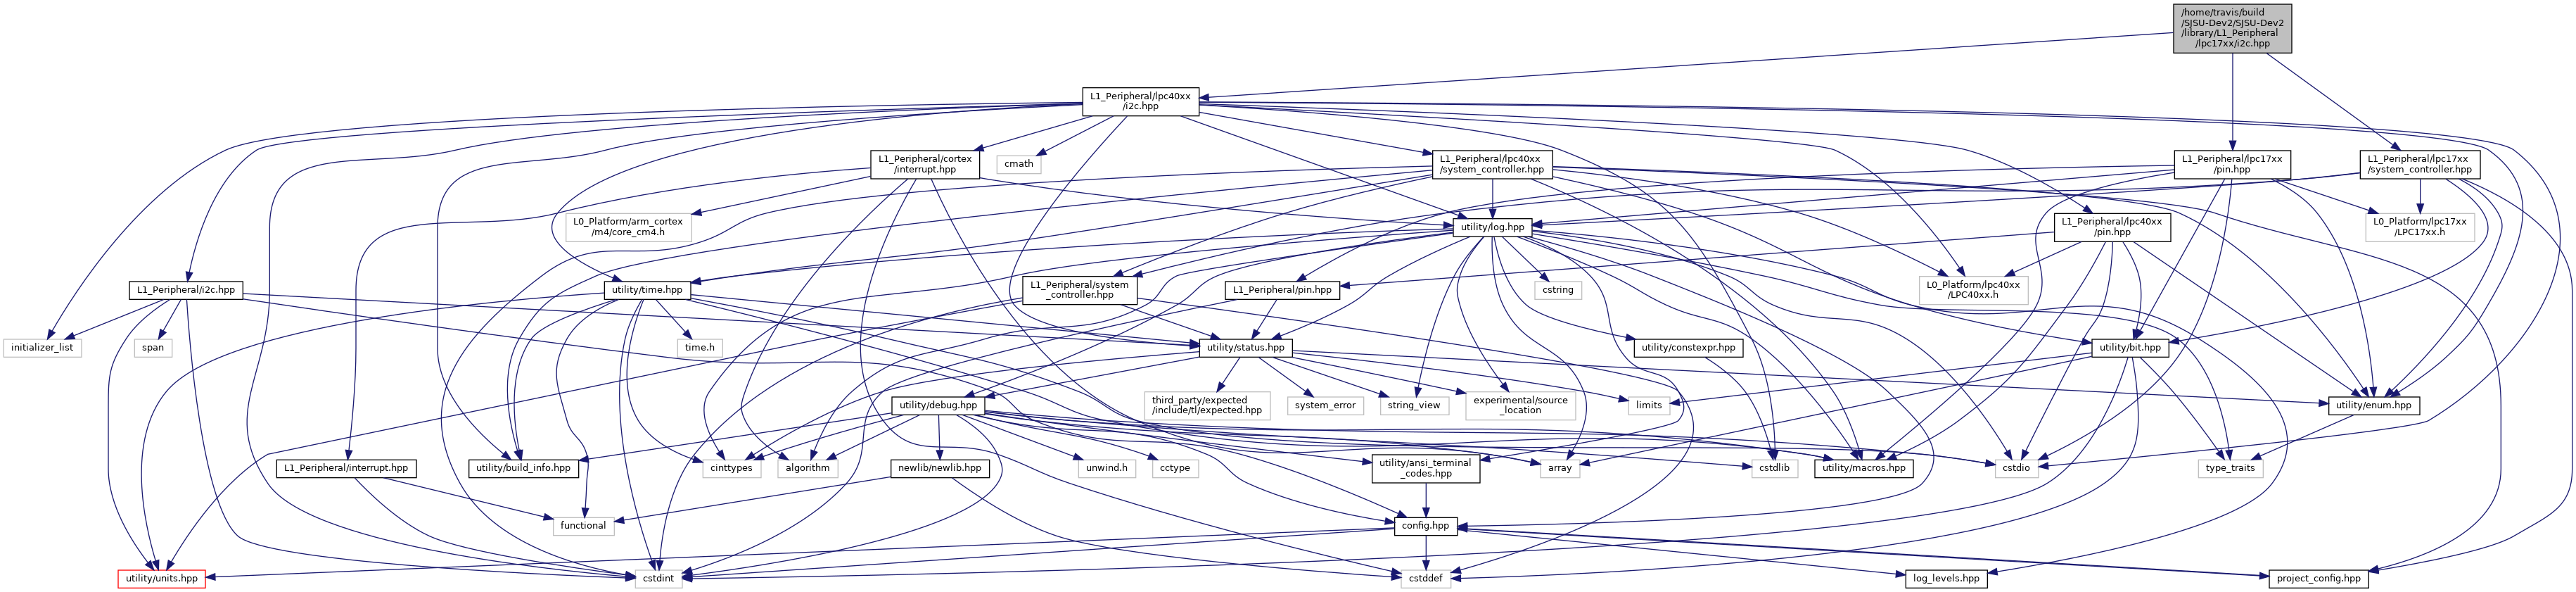 /home/travis/build
/SJSU-Dev2/SJSU-Dev2
/library/L1_Peripheral
/lpc17xx/i2c.hpp
L1_Peripheral/lpc40xx
/i2c.hpp
L1_Peripheral/cortex
/interrupt.hpp
cmath
L1_Peripheral/lpc40xx
/system_controller.hpp
L1_Peripheral/lpc17xx
/pin.hpp
L1_Peripheral/lpc17xx
/system_controller.hpp
L0_Platform/arm_cortex
/m4/core_cm4.h
utility/log.hpp
L1_Peripheral/lpc40xx
/pin.hpp
L0_Platform/lpc17xx
/LPC17xx.h
L1_Peripheral/i2c.hpp
utility/time.hpp
L1_Peripheral/system
_controller.hpp
L1_Peripheral/pin.hpp
cstring
L0_Platform/lpc40xx
/LPC40xx.h
initializer_list
span
time.h
utility/status.hpp
utility/constexpr.hpp
utility/bit.hpp
utility/debug.hpp
third_party/expected
/include/tl/expected.hpp
system_error
string_view
experimental/source
_location
limits
utility/enum.hpp
L1_Peripheral/interrupt.hpp
utility/build_info.hpp
cinttypes
algorithm
newlib/newlib.hpp
unwind.h
cctype
utility/ansi_terminal
_codes.hpp
array
cstdlib
utility/macros.hpp
cstdio
type_traits
functional
config.hpp
utility/units.hpp
cstdint
cstddef
log_levels.hpp
project_config.hpp